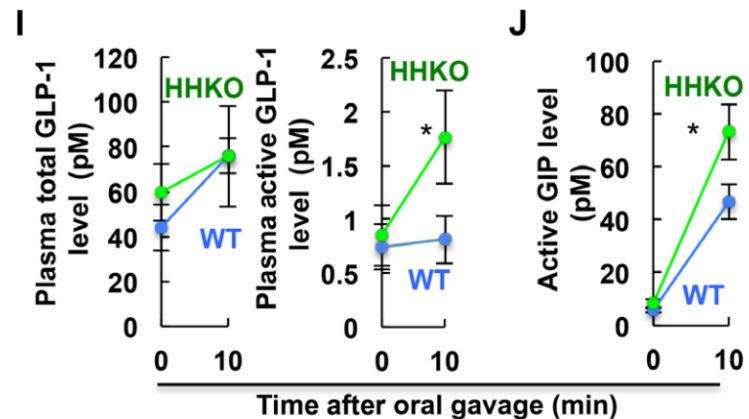 I
Plasma total GLP-1
level (pM)
120
100
80
60
40
20
0
HHKO
WT
0
10
Plasma active GLP-1
level (pM)
2.5
2
1.5
1
0.5
0
HHKO
*
WT
0
10
J
Active GIP level
(pM)
100
80
60
40
20
0
HHKO
*
WT
0
10
Time after oral gavage (min)